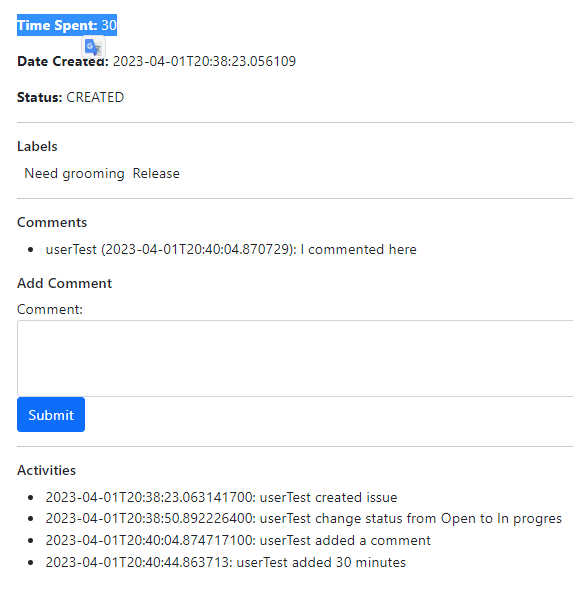 Time Spent: 30
Date Created: 2023-04-01T20:38:23.056109
Status: CREATED
Labels
Need grooming Release
Comments
userTest (2023-04-01T20:40:04.870729): I commented here
Add Comment
Comment:
Submit
Activities
2023-04-01T20:38:23.063141700: userTest created issue
2023-04-01T20:38:50.892226400: userTest change status from Open to In progres
2023-04-01T20:40:04.874717100: userTest added a comment
2023-04-01T20:40:44.863713: userTest added 30 minutes